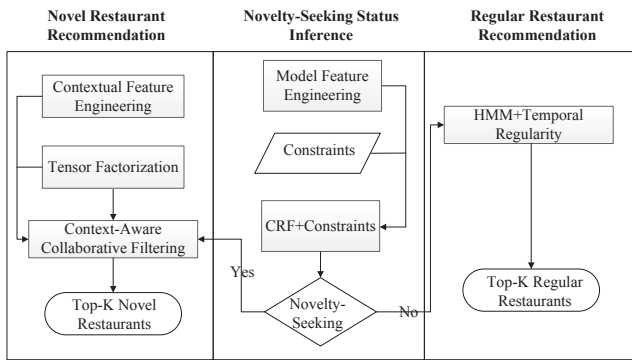 Novel Restaurant
Recommendation
Novelty-Seeking Status
Inference
Regular Restaurant
Recommendation
Contextual Feature
Engineering
Tensor Factorization
Context-Aware
Collaborative Filtering
Top-K Novel
Restaurants
Model Feature
Engineering
Constraints
CRF+Constraints
Yes
Novelty-
Seeking
No
HMM+Temporal
Regularity
Top-K Regular
Restaurants